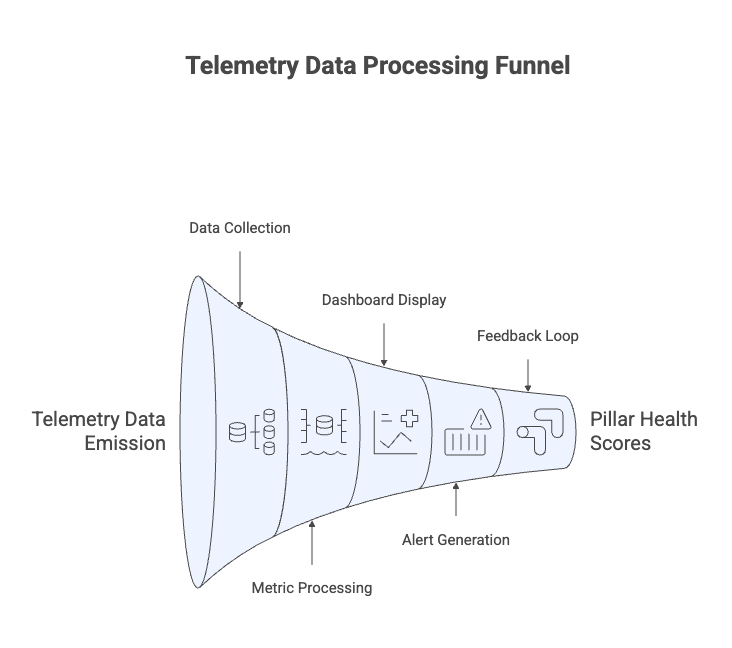 Telemetry Data Processing Funnel
Data Collection
Dashboard Display
Feedback Loop
Telemetry Data
Emission
Pillar Health
Scores
Alert Generation
Metric Processing